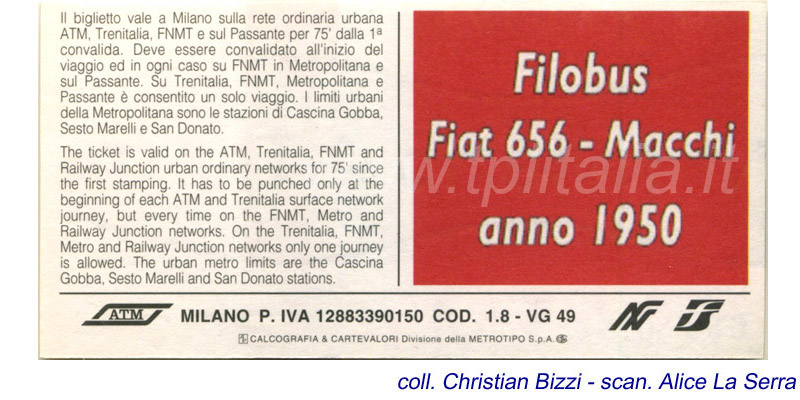 Il biglietto vale a Milano sulla rete ordinaria urbana
ATM, Trenitalia, FNMT e sul Passante per 75' dalla 1ª
convalida. Deve essere convalidato all'inizio del
viaggio ed in ogni caso su FNMT in Metropolitana e
sul Passante. Su Trenitalia, FNMT, Metropolitana e
Passante è consentito un solo viaggio. I limiti urbani
della Metropolitana sono le stazioni di Cascina Gobba,
Sesto Marelli e San Donato.
The ticket is valid on the ATM, Trenitalia, FNMT and
Railway Junction urban ordinary networks for 75' since
the first stamping. It has to be punched only at the
beginning of each ATM and Trenitalia surface network
journey, but every time on the FNMT, Metro and
Railway Junction networks. On the Trenitalia, FNMT,
Metro and Railway Junction networks only one journey
is allowed. The urban metro limits are the Cascina
Gobba, Sesto Marelli and San Donato stations.
Filobus
Fiat 656 - Macchi
anno 1950
www.tplitalia.it
ATM MILANO P. IVA 12883390150 COD. 1.8 - VG 49
CALCOGRAFIA & CARTEVALORI Divisione della METROTIPO S.p.A.
coll. Christian Bizzi - scan. Alice La Serra